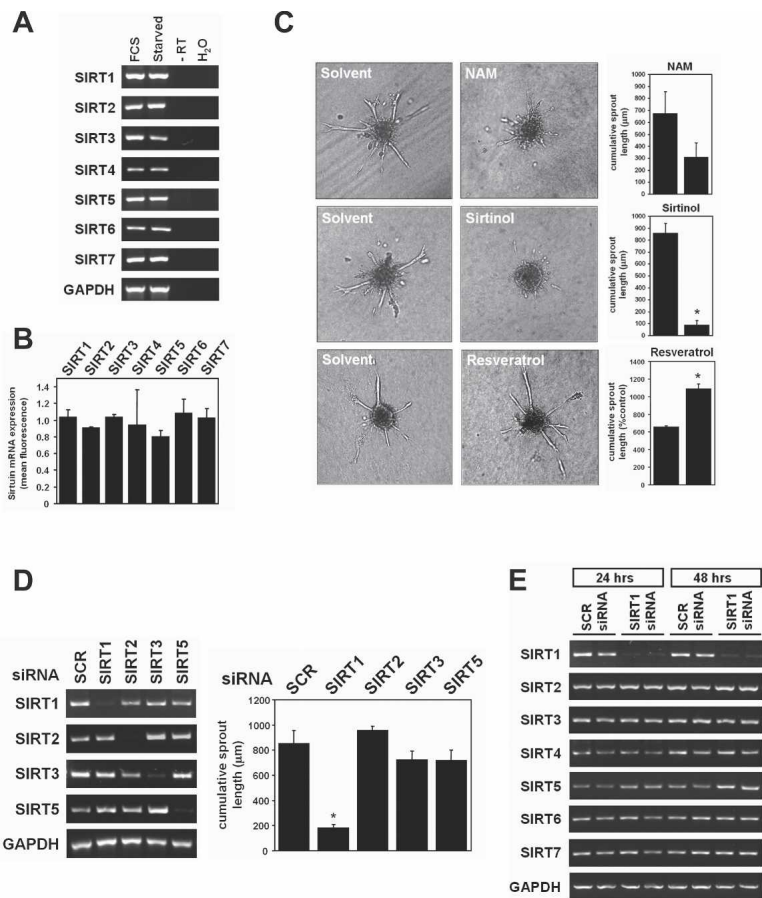 A
FCS
Starved
- RT
H2O
SIRT1
SIRT2
SIRT3
SIRT4
SIRT5
SIRT6
SIRT7
GAPDH
B
SIRT1
SIRT2
SIRT3
SIRT4
SIRT5
SIRT6
SIRT7
Sirtuin mRNA expression
(mean fluorescence)
1.4
1.2
1.0
0.8
0.6
0.4
0.2
0
C
Solvent
NAM
NAM
cumulative sprout
length (µm)
1000
900
800
700
600
500
400
300
200
100
0
Solvent
Sirtinol
Sirtinol
cumulative sprout
length (µm)
1000
900
800
700
600
500
400
300
200
100
0
*
Solvent
Resveratrol
Resveratrol
cumulative sprout
length (%control)
1400
1200
1000
800
600
400
200
0
*
D
siRNA
SCR
SIRT1
SIRT2
SIRT3
SIRT5
SIRT1
SIRT2
SIRT3
SIRT5
GAPDH
siRNA
SCR
SIRT1
SIRT2
SIRT3
SIRT5
cumulative sprout
length (µm)
1200
1000
800
600
400
200
0
*
E
24 hrs
48 hrs
SCR
siRNA
SIRT1
siRNA
SCR
siRNA
SIRT1
siRNA
SIRT1
SIRT2
SIRT3
SIRT4
SIRT5
SIRT6
SIRT7
GAPDH